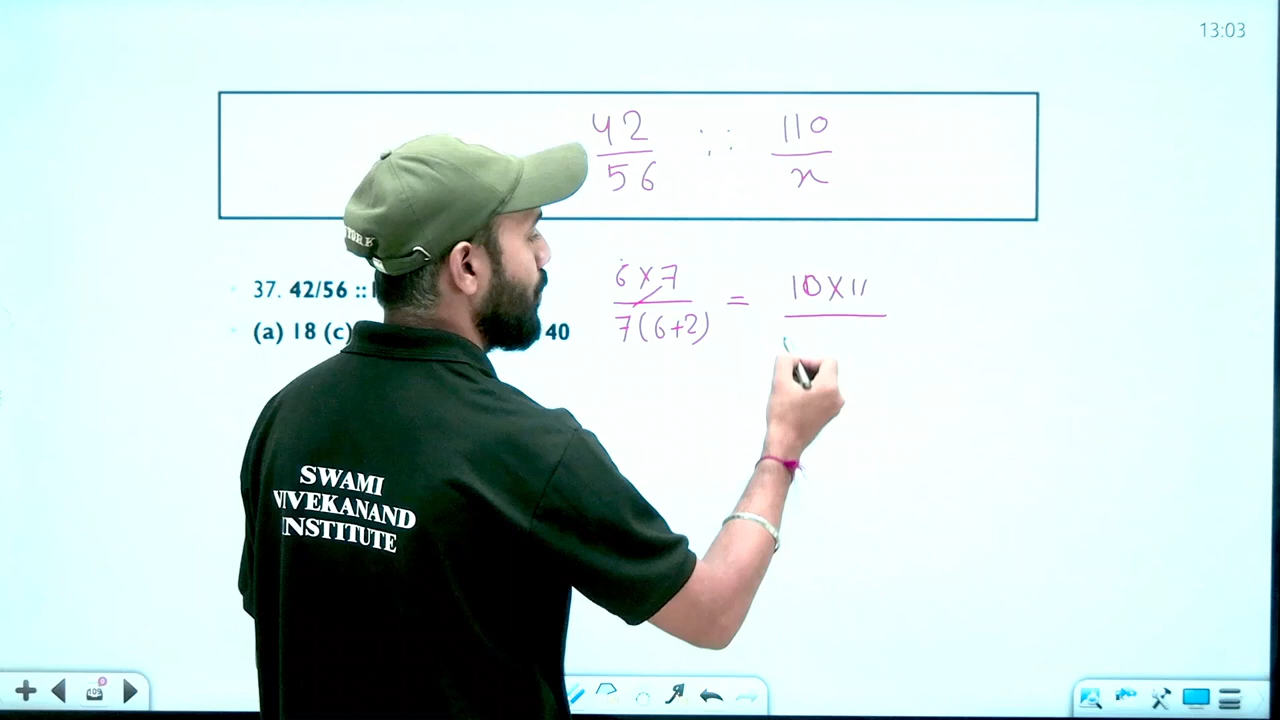 13:03
42 :: 110
56 x
37. 42/56 ::
(a) 18 (c) 40
6 x 7 = 10 x 11
7(6+2)
SWAMI
VIVEKANAND
INSTITUTE
109